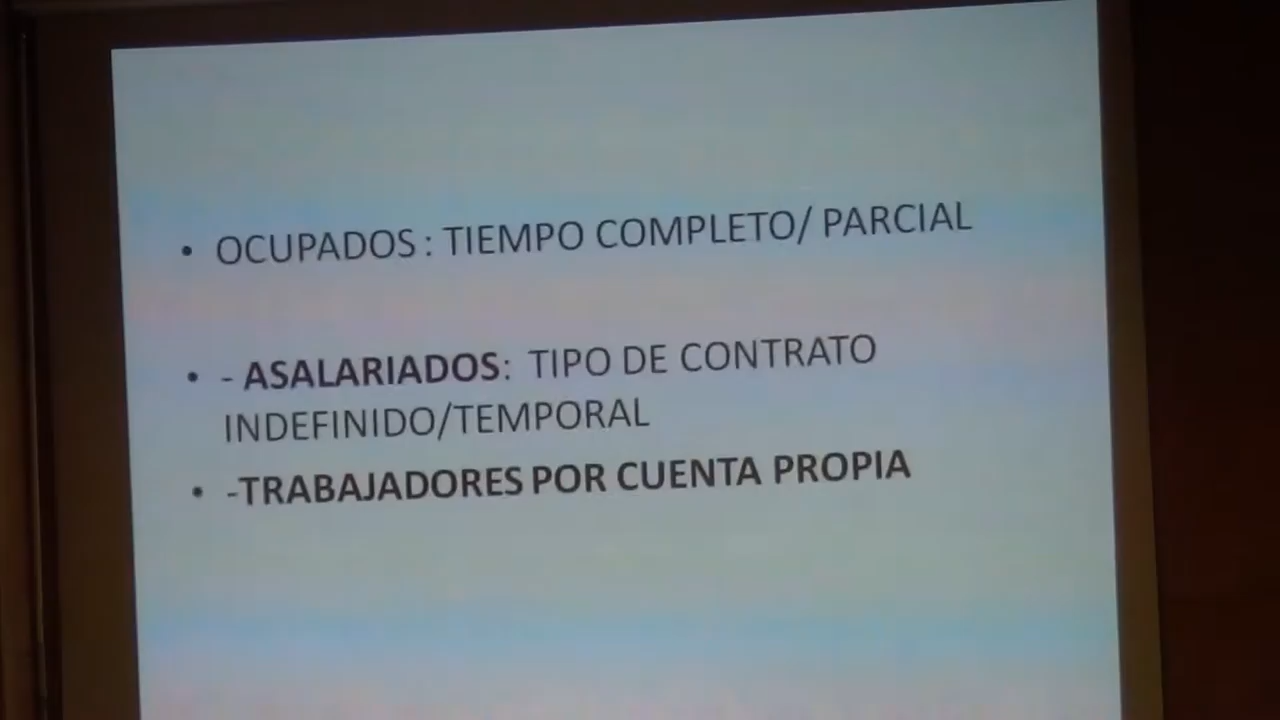 • OCUPADOS : TIEMPO COMPLETO/ PARCIAL
• - ASALARIADOS: TIPO DE CONTRATO
INDEFINIDO/TEMPORAL
• -TRABAJADORES POR CUENTA PROPIA